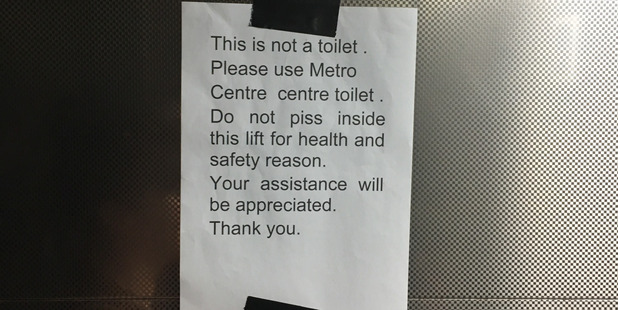 This is not a toilet .
Please use Metro
Centre centre toilet .
Do not piss inside
this lift for health and
safety reason.
Your assistance will
be appreciated.
Thank you.